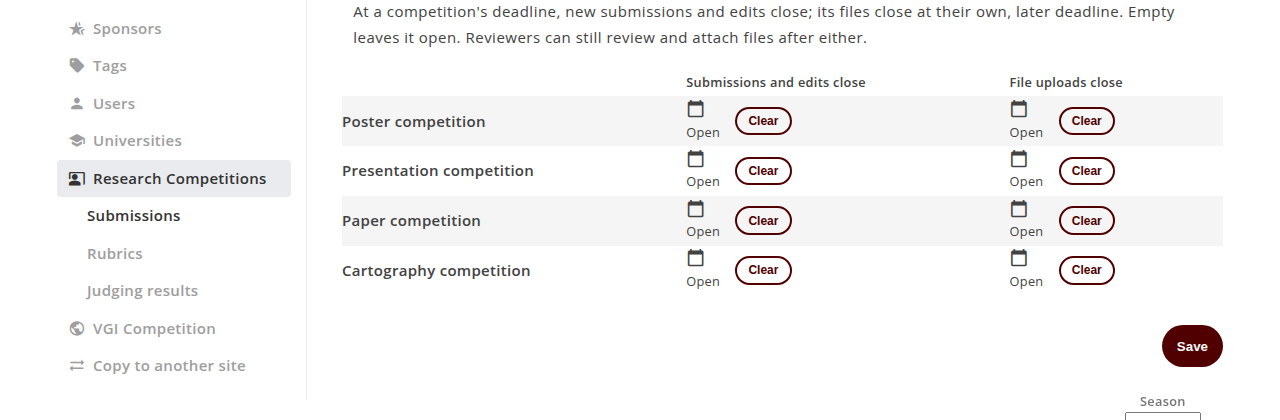 Sponsors
Tags
Users
Universities
Research Competitions
Submissions
Rubrics
Judging results
VGI Competition
Copy to another site
At a competition's deadline, new submissions and edits close; its files close at their own, later deadline. Empty
leaves it open. Reviewers can still review and attach files after either.
Submissions and edits close File uploads close
Poster competition Open Clear Open Clear
Presentation competition Open Clear Open Clear
Paper competition Open Clear Open Clear
Cartography competition Open Clear Open Clear
Save
Season